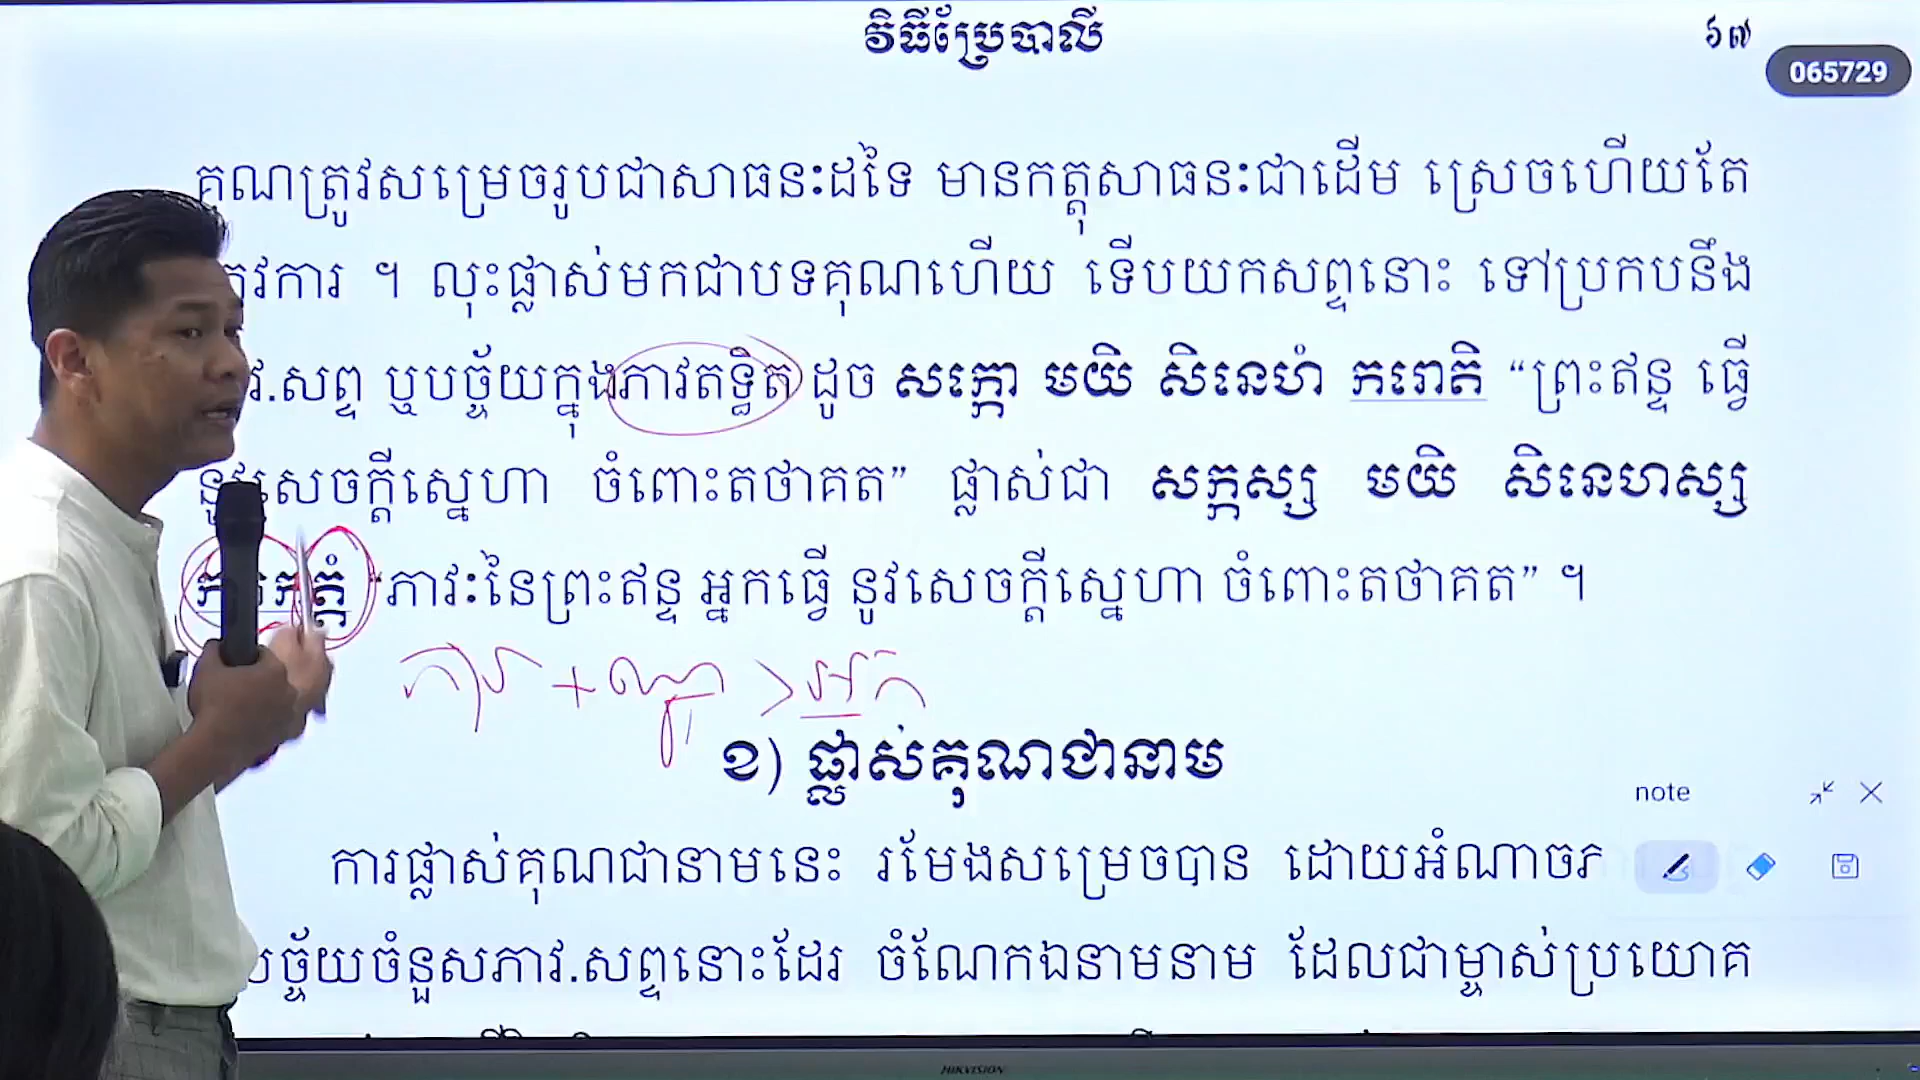 វិធីប្រែបាលី ៦៧
065729
គុណត្រូវសម្រេចរូបជាសាធនះដទៃ មានកត្តុសាធនះជាដើម ស្រេចហើយតែ
វការ ។ លុះផ្លាស់មកជាបទគុណហើយ ទើបយកសព្ទនោះ ទៅប្រកបនឹង
វ.សព្ទ ឬបច្ច័យក្នុងភាវតទ្ធិត ដូច សក្កោ មយិ សិនេហំ ករោតិ “ព្រះឥន្ទ ធ្វើ
នូវសេចក្ដីស្នេហា ចំពោះតថាគត” ផ្លាស់ជា សក្កស្ស មយិ សិនេហស្ស
“ភាវៈនៃព្រះឥន្ទ អ្នកធ្វើ នូវសេចក្ដីស្នេហា ចំពោះតថាគត” ។
ខ) ផ្លាស់គុណជានាម
note
ការផ្លាស់គុណជានាមនេះ រមែងសម្រេចបាន ដោយអំណាចភ
បច្ច័យចំនួសភាវ.សព្ទនោះដែរ ចំណែកឯនាមនាម ដែលជាម្ចាស់ប្រយោគ
HIKVISION